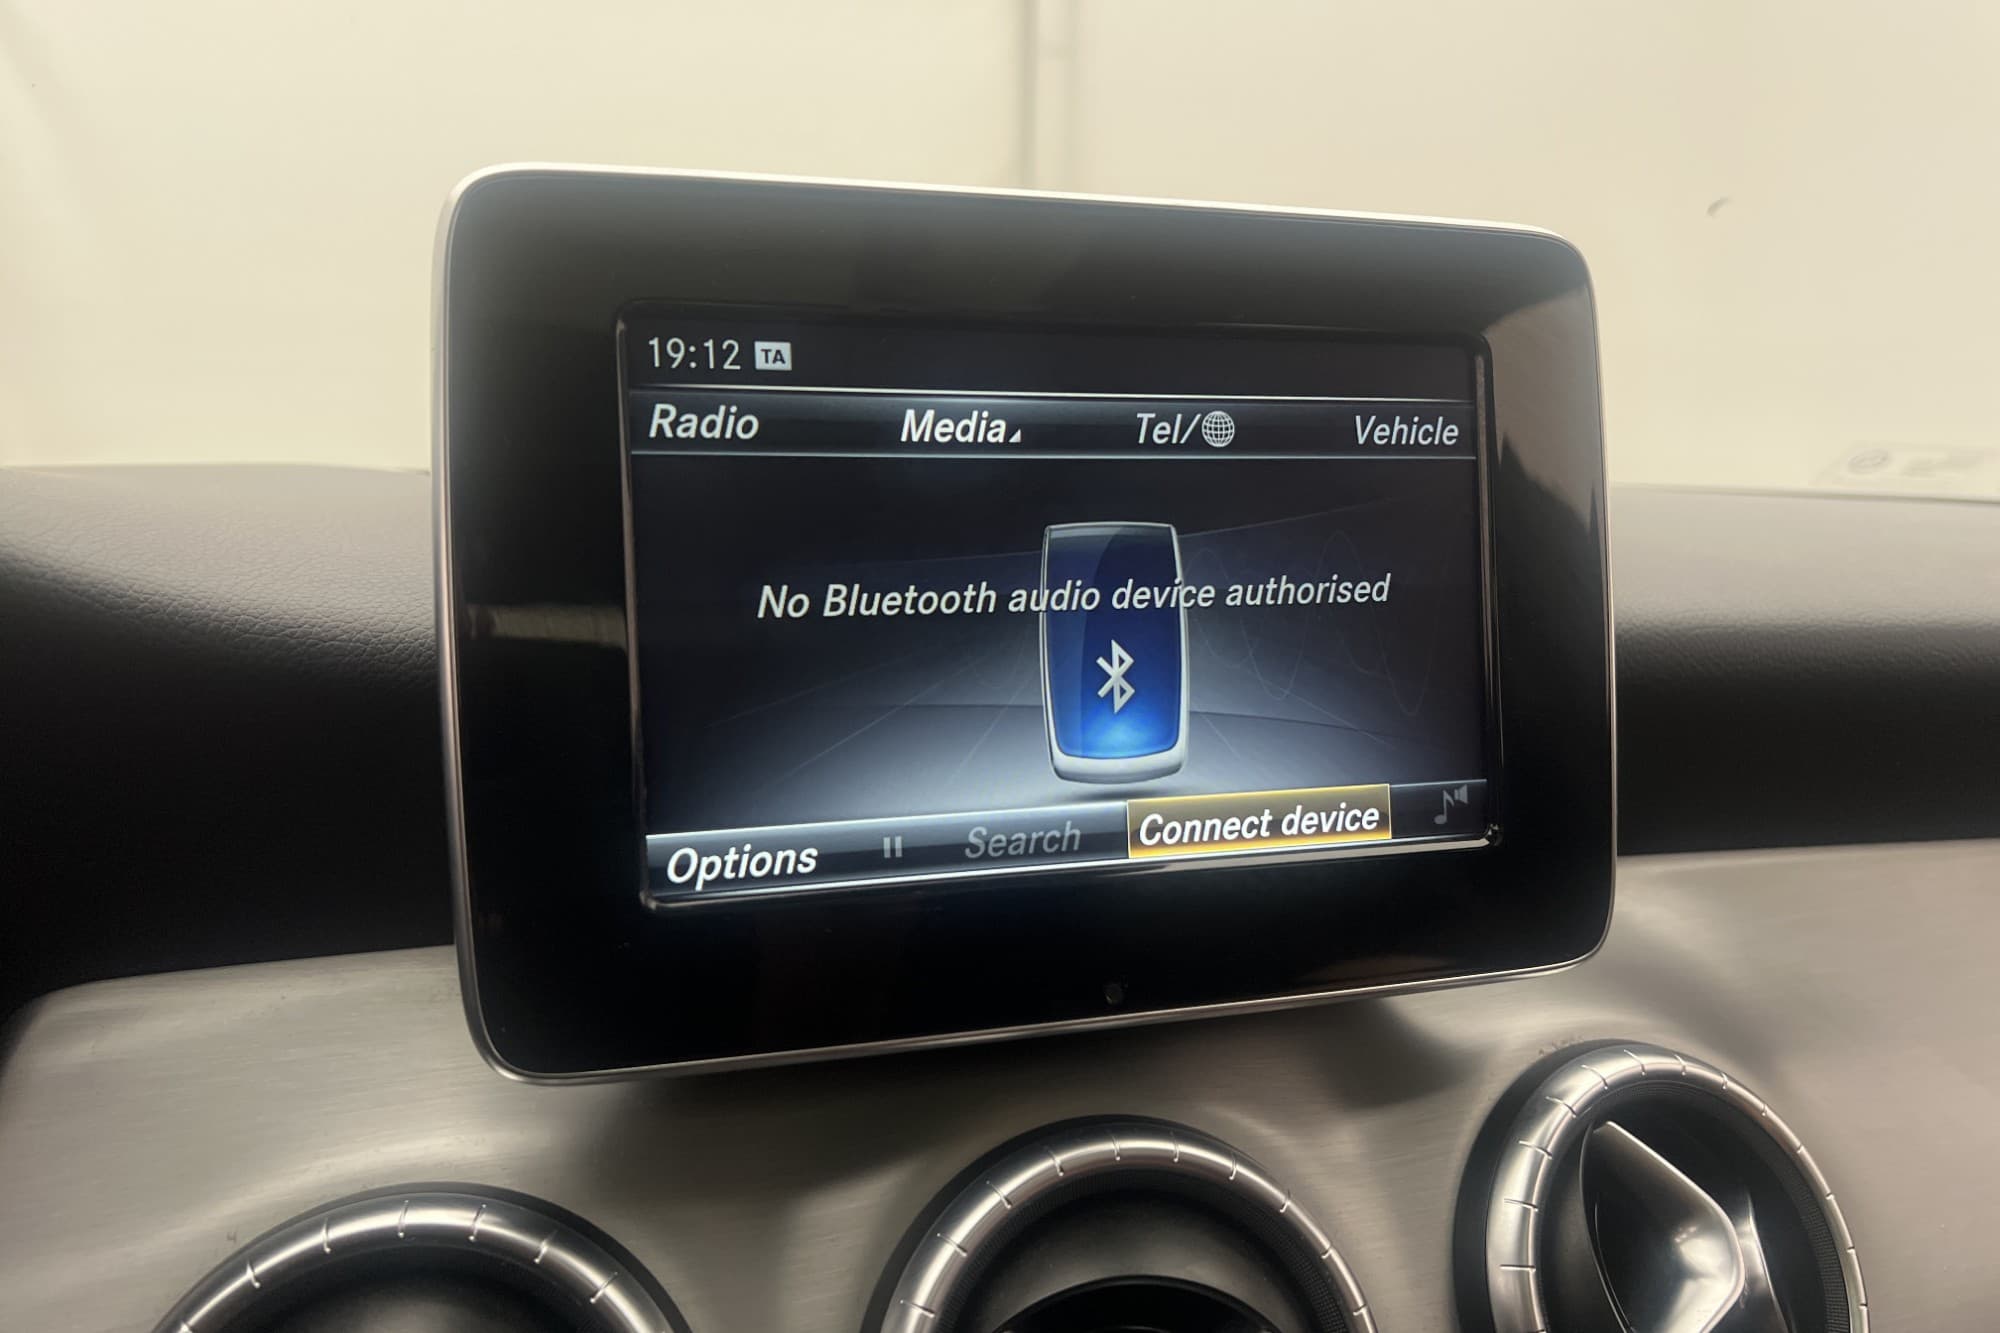 19:12 TA
Radio Media Tel/ Vehicle
No Bluetooth audio device authorised
Options Search Connect device